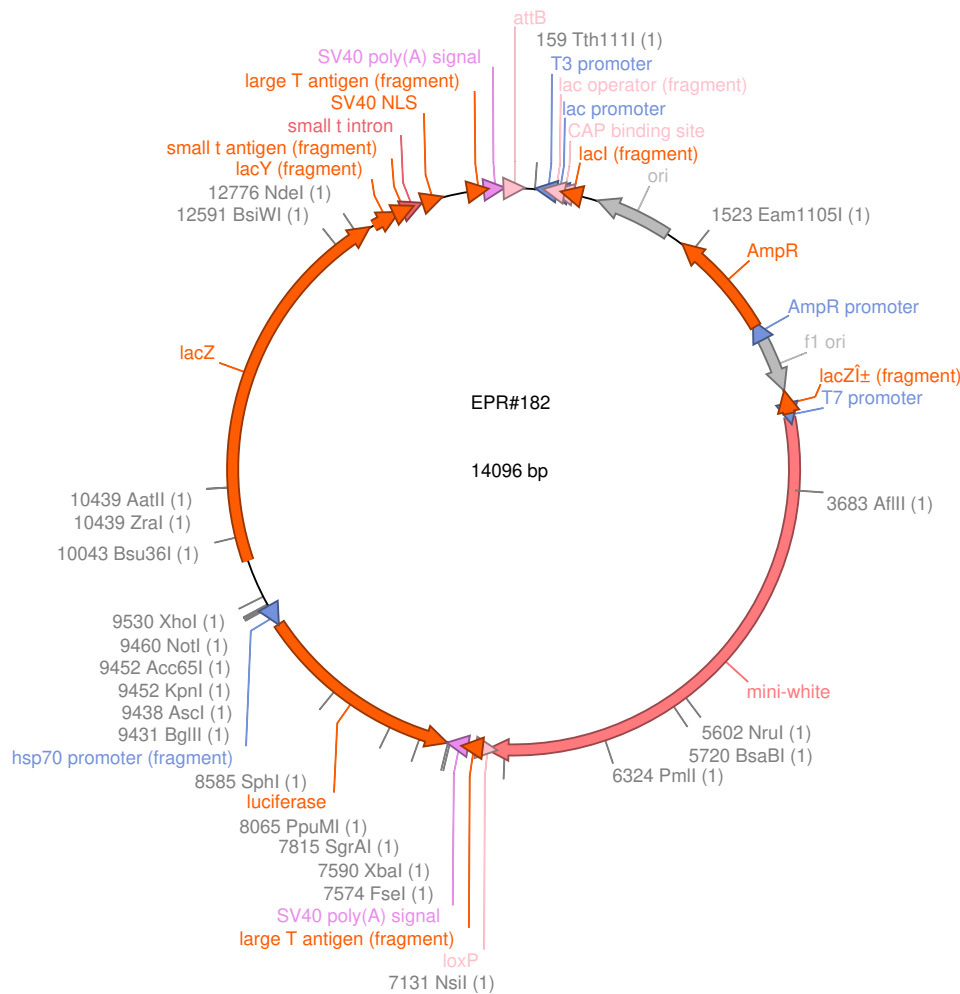 attB
159 Tth111I (1)
SV40 poly(A) signal
T3 promoter
large T antigen (fragment)
lac operator (fragment)
SV40 NLS
lac promoter
small t intron
CAP binding site
small t antigen (fragment)
lacI (fragment)
lacY (fragment)
ori
12776 NdeI (1)
12591 BsiWI (1)
1523 Eam1105I (1)
AmpR
AmpR promoter
f1 ori
lacZ
lacZÎ± (fragment)
T7 promoter
EPR#182
14096 bp
10439 AatII (1)
3683 AflII (1)
10439 ZraI (1)
10043 Bsu36I (1)
9530 XhoI (1)
9460 NotI (1)
9452 Acc65I (1)
9452 KpnI (1)
mini-white
9438 AscI (1)
9431 BglII (1)
5602 NruI (1)
hsp70 promoter (fragment)
5720 BsaBI (1)
8585 SphI (1)
6324 PmlI (1)
luciferase
8065 PpuMI (1)
7815 SgrAI (1)
7590 XbaI (1)
7574 FseI (1)
SV40 poly(A) signal
large T antigen (fragment)
loxP
7131 NsiI (1)